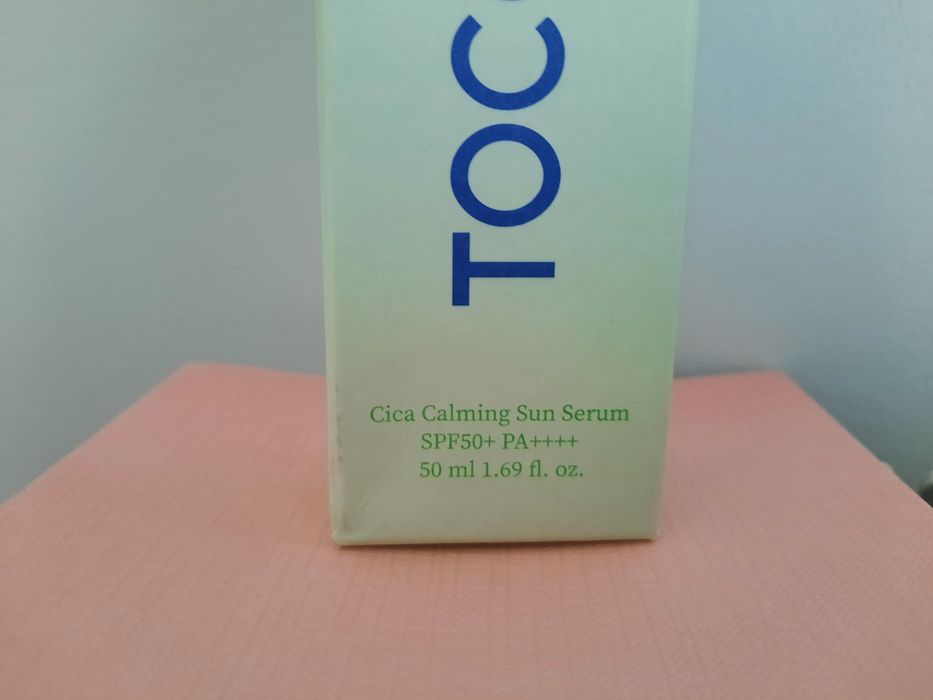 TOC
Cica Calming Sun Serum
SPF50+ PA++++
50 ml 1.69 fl. oz.